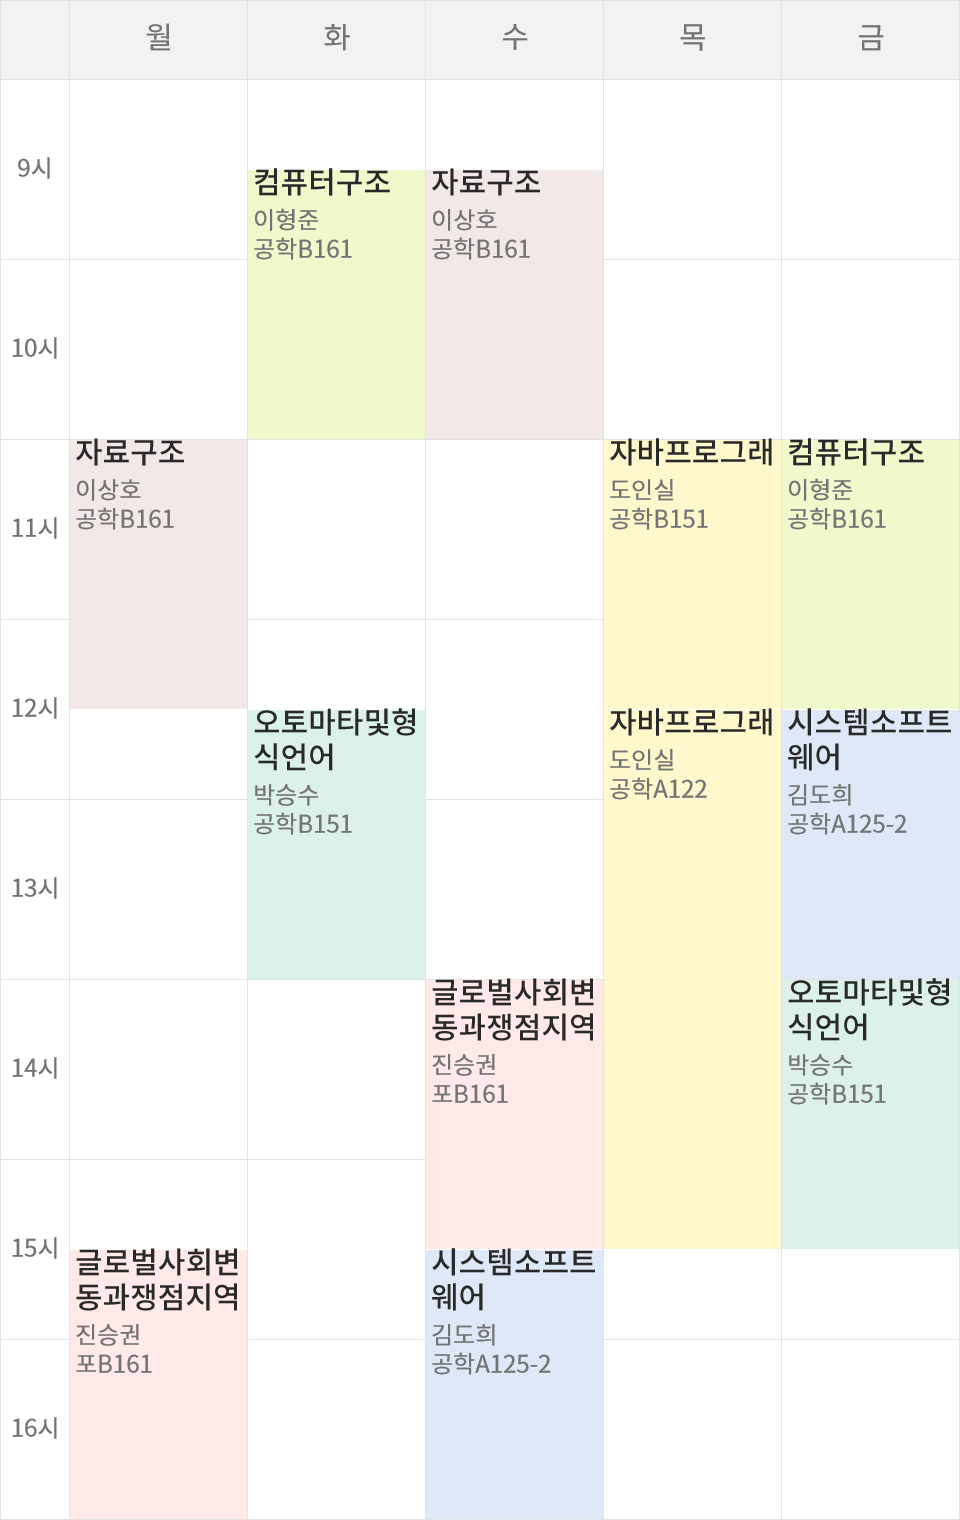 월 화 수 목 금
9시
컴퓨터구조
이형준
공학B161
자료구조
이상호
공학B161
10시
자료구조
이상호
공학B161
자바프로그래
도인실
공학B151
컴퓨터구조
이형준
공학B161
11시
12시
오토마타및형
식언어
박승수
공학B151
자바프로그래
도인실
공학A122
시스템소프트
웨어
김도희
공학A125-2
13시
글로벌사회변
동과쟁점지역
진승권
포B161
오토마타및형
식언어
박승수
공학B151
14시
15시
글로벌사회변
동과쟁점지역
진승권
포B161
시스템소프트
웨어
김도희
공학A125-2
16시